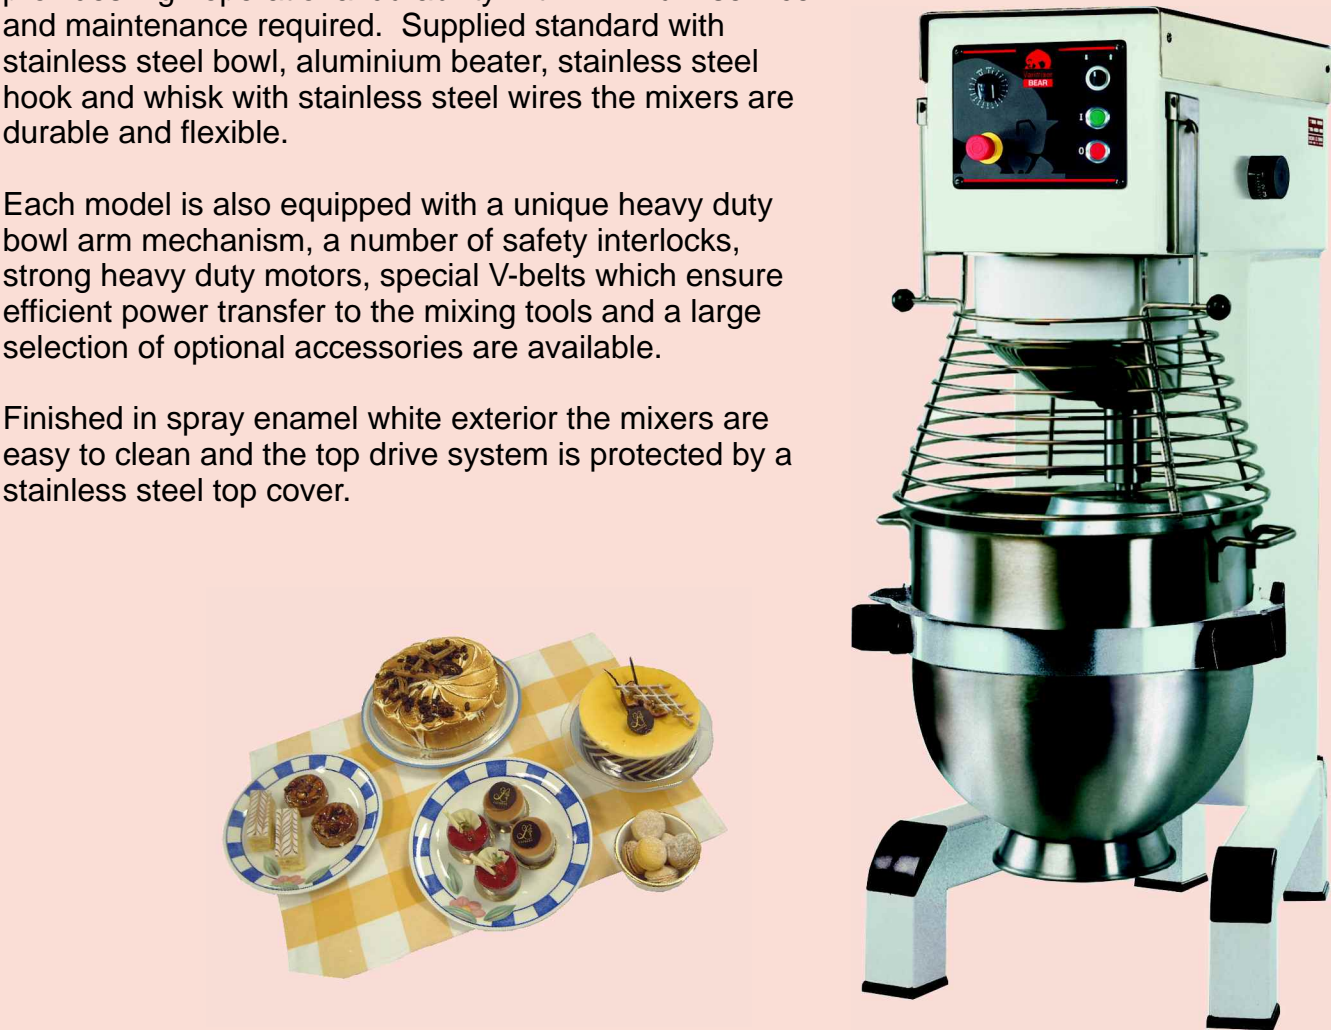 and maintenance required. Supplied standard with
stainless steel bowl, aluminium beater, stainless steel
hook and whisk with stainless steel wires the mixers are
durable and flexible.
Each model is also equipped with a unique heavy duty
bowl arm mechanism, a number of safety interlocks,
strong heavy duty motors, special V-belts which ensure
efficient power transfer to the mixing tools and a large
selection of optional accessories are available.
Finished in spray enamel white exterior the mixers are
easy to clean and the top drive system is protected by a
stainless steel top cover.
BEAR
I
0